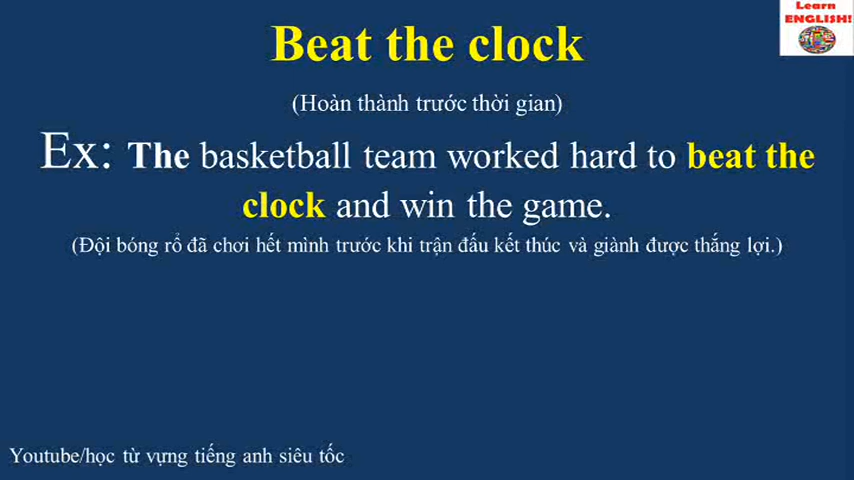 Learn
ENGLISH!
Beat the clock
(Hoàn thành trước thời gian)
Ex: The basketball team worked hard to beat the
clock and win the game.
(Đội bóng rổ đã chơi hết mình trước khi trận đấu kết thúc và giành được thắng lợi.)
Youtube/học từ vựng tiếng anh siêu tốc